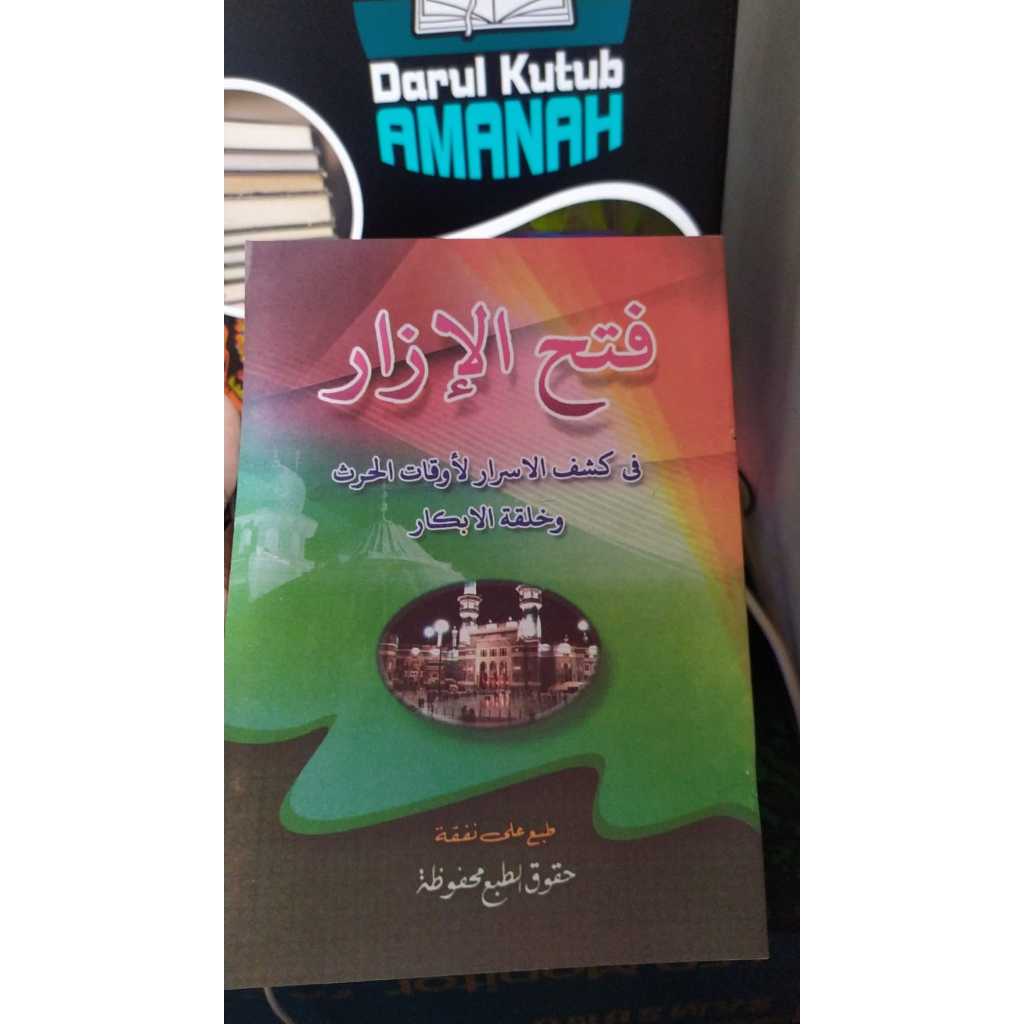 Darul Kutub
AMANAH
فتح الإزار
فى كشف الاسرار لأوقات الحرث
وخلقة الابكار
طبع على نفقة
حقوق الطبع محفوظة